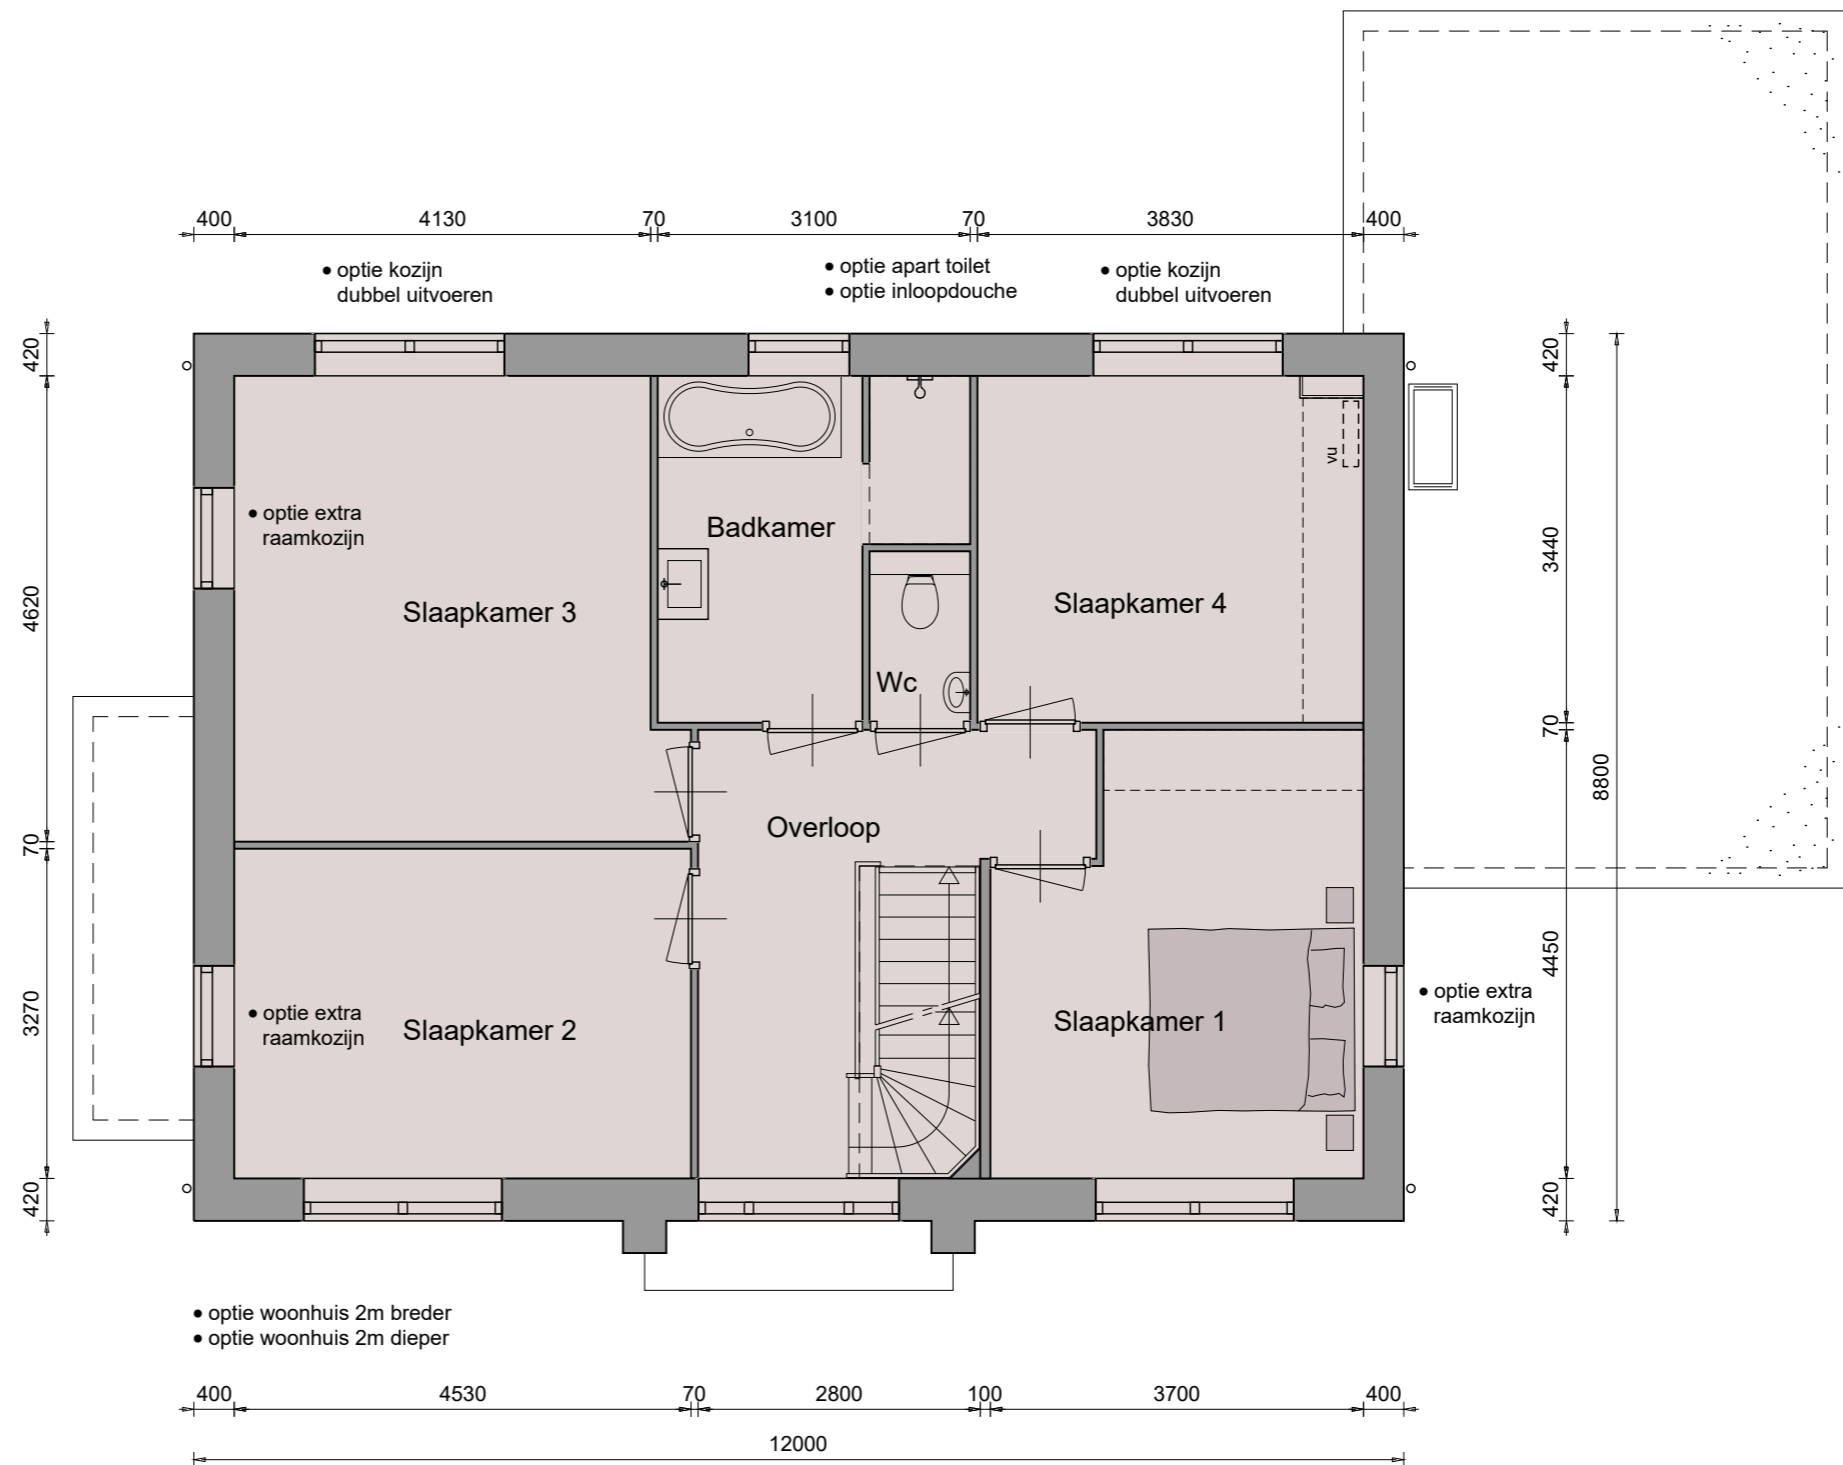 400 4130 70 3100 70 3830 400
• optie kozijn
dubbel uitvoeren
• optie apart toilet
• optie inloopdouche
• optie kozijn
dubbel uitvoeren
420
4620
70
3270
420
• optie extra
raamkozijn
Slaapkamer 3
Badkamer
Wc
vu
Slaapkamer 4
Overloop
• optie extra
raamkozijn
Slaapkamer 2
Slaapkamer 1
• optie extra
raamkozijn
420
3440
70
4450
420
8800
• optie woonhuis 2m breder
• optie woonhuis 2m dieper
400 4530 70 2800 100 3700 400
12000